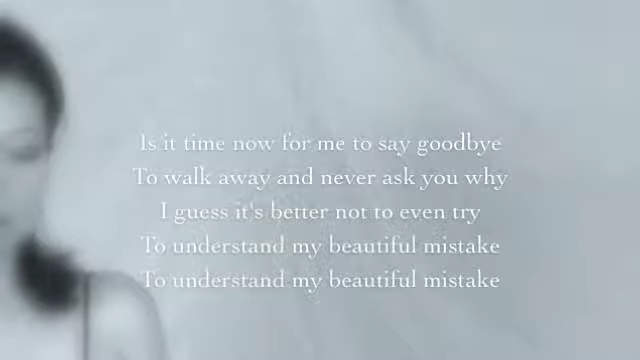 Is it time now for me to say goodbye
To walk away and never ask you why
I guess it's better not to even try
To understand my beautiful mistake
To understand my beautiful mistake